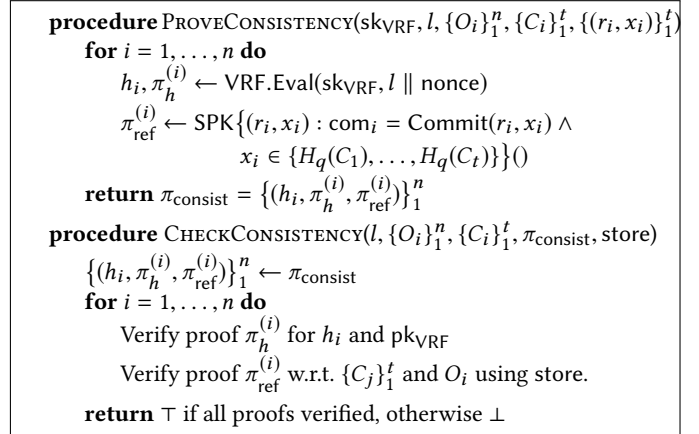 procedure ProveConsistency(sk_VRF, l, {O_i}_1^n, {C_i}_1^t, {(r_i, x_i)}_1^t)
for i = 1, . . . , n do
h_i, π_h^(i) ← VRF.Eval(sk_VRF, l ∥ nonce)
π_ref^(i) ← SPK{(r_i, x_i) : com_i = Commit(r_i, x_i) ∧
x_i ∈ {H_q(C_1), . . . , H_q(C_t)}}()
return π_consist = {(h_i, π_h^(i), π_ref^(i))}_1^n
procedure CheckConsistency(l, {O_i}_1^n, {C_i}_1^t, π_consist, store)
{(h_i, π_h^(i), π_ref^(i))}_1^n ← π_consist
for i = 1, . . . , n do
Verify proof π_h^(i) for h_i and pk_VRF
Verify proof π_ref^(i) w.r.t. {C_j}_1^t and O_i using store.
return ⊤ if all proofs verified, otherwise ⊥